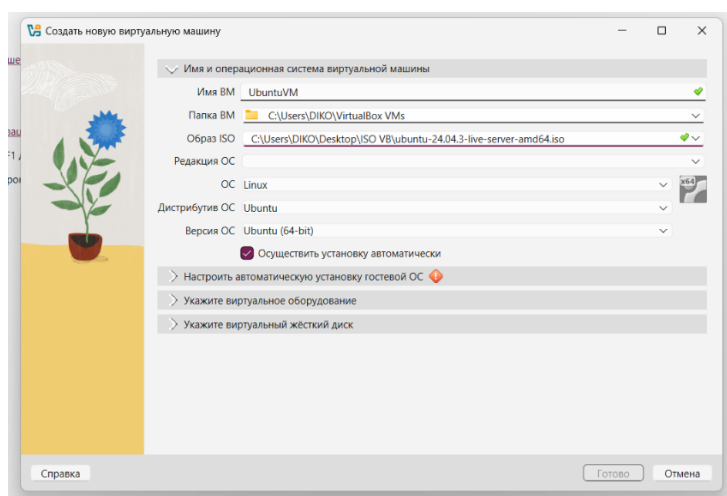 Создать новую виртуальную машину
Имя и операционная система виртуальной машины
Имя ВМ UbuntuVM
Папка ВМ C:\Users\DIKO\VirtualBox VMs
Образ ISO C:\Users\DIKO\Desktop\ISO VB\ubuntu-24.04.3-live-server-amd64.iso
Редакция ОС
ОС Linux
x64
Дистрибутив ОС Ubuntu
Версия ОС Ubuntu (64-bit)
Осуществить установку автоматически
Настроить автоматическую установку гостевой ОС
Укажите виртуальное оборудование
Укажите виртуальный жёсткий диск
Справка Готово Отмена